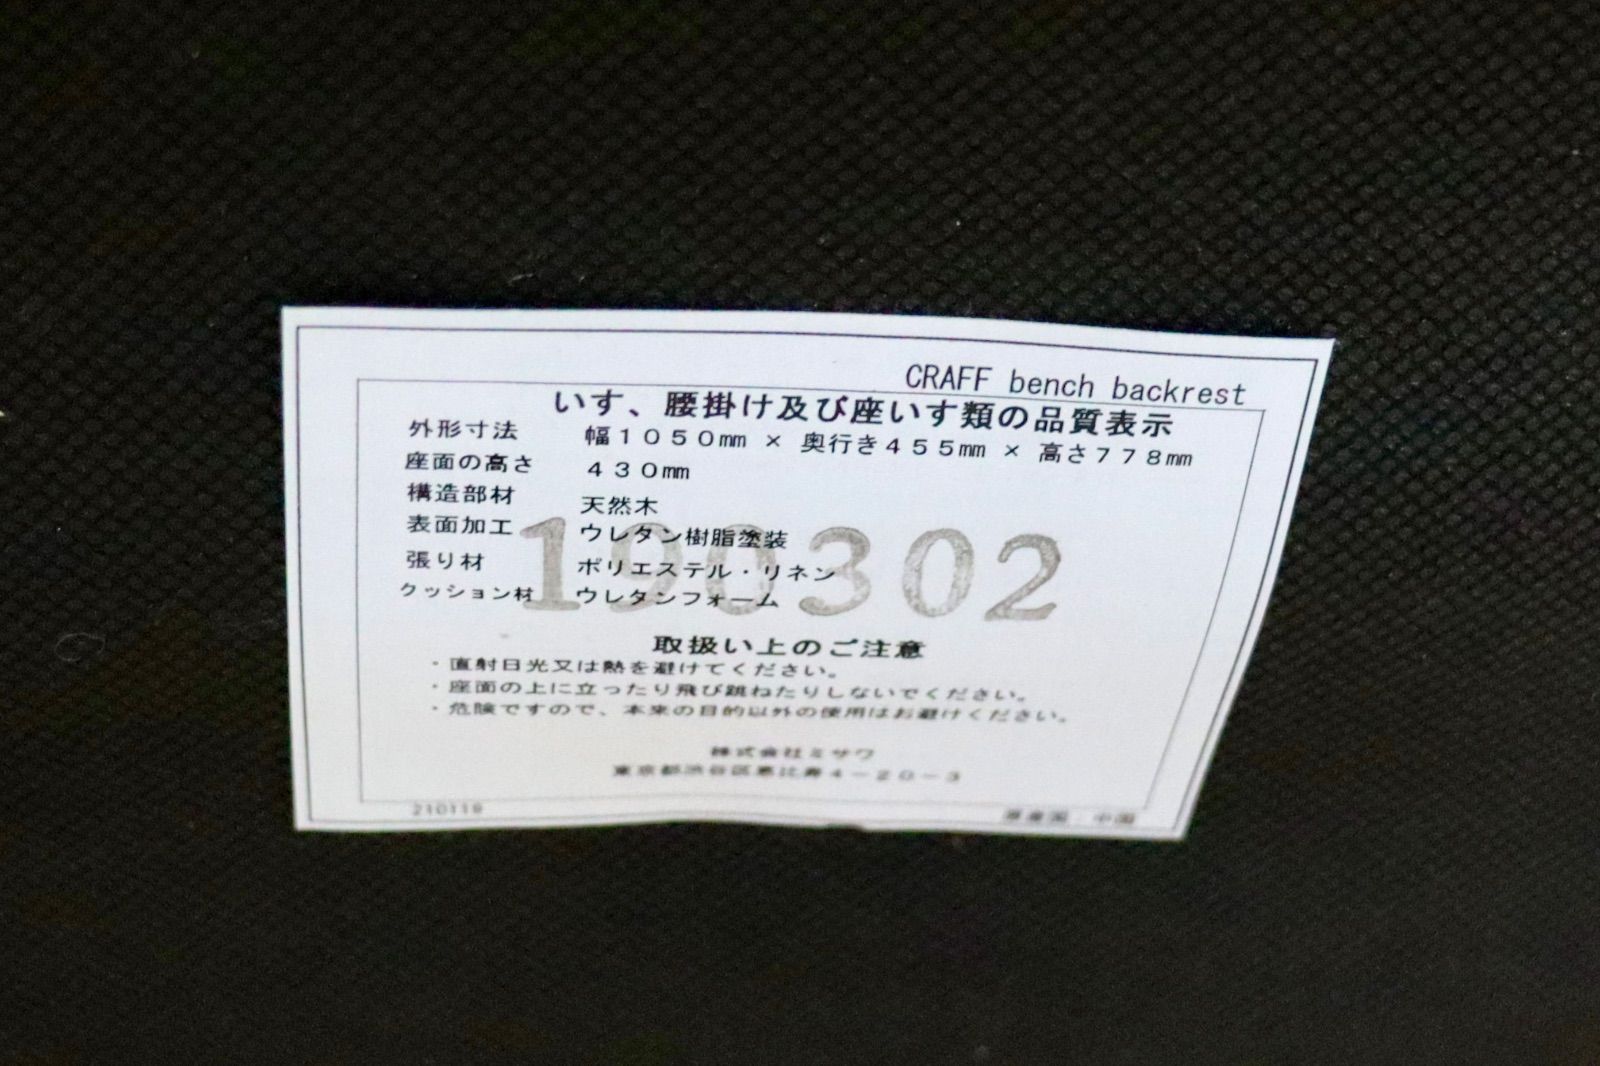 CRAFF bench backrest
いす、腰掛け及び座いす類の品質表示
外形寸法 幅1050mm × 奥行き455mm × 高さ778mm
座面の高さ 430mm
構造部材 天然木
表面加工 ウレタン樹脂塗装
張り材 ポリエステル・リネン
クッション材 ウレタンフォーム
190302
取扱い上のご注意
・直射日光又は熱を避けてください。
・座面の上に立ったり飛び跳ねたりしないでください。
・危険ですので、本来の目的以外の使用はお避けください。
株式会社ミサワ
東京都渋谷区恵比寿4-20-3
210118 原産国:中国